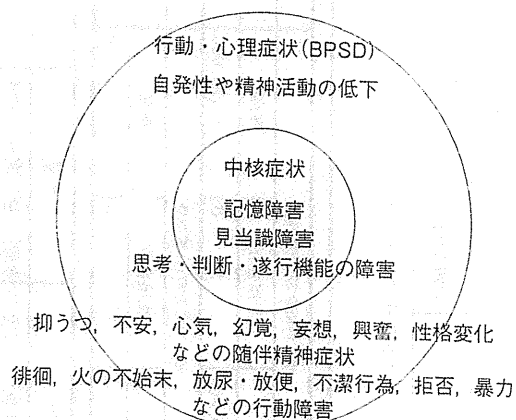 行動・心理症状(BPSD)
自発性や精神活動の低下
中核症状
記憶障害
見当識障害
思考・判断・遂行機能の障害
抑うつ, 不安, 心気, 幻覚, 妄想, 興奮, 性格変化
などの随伴精神症状
徘徊, 火の不始末, 放尿・放便, 不潔行為, 拒否, 暴力
などの行動障害